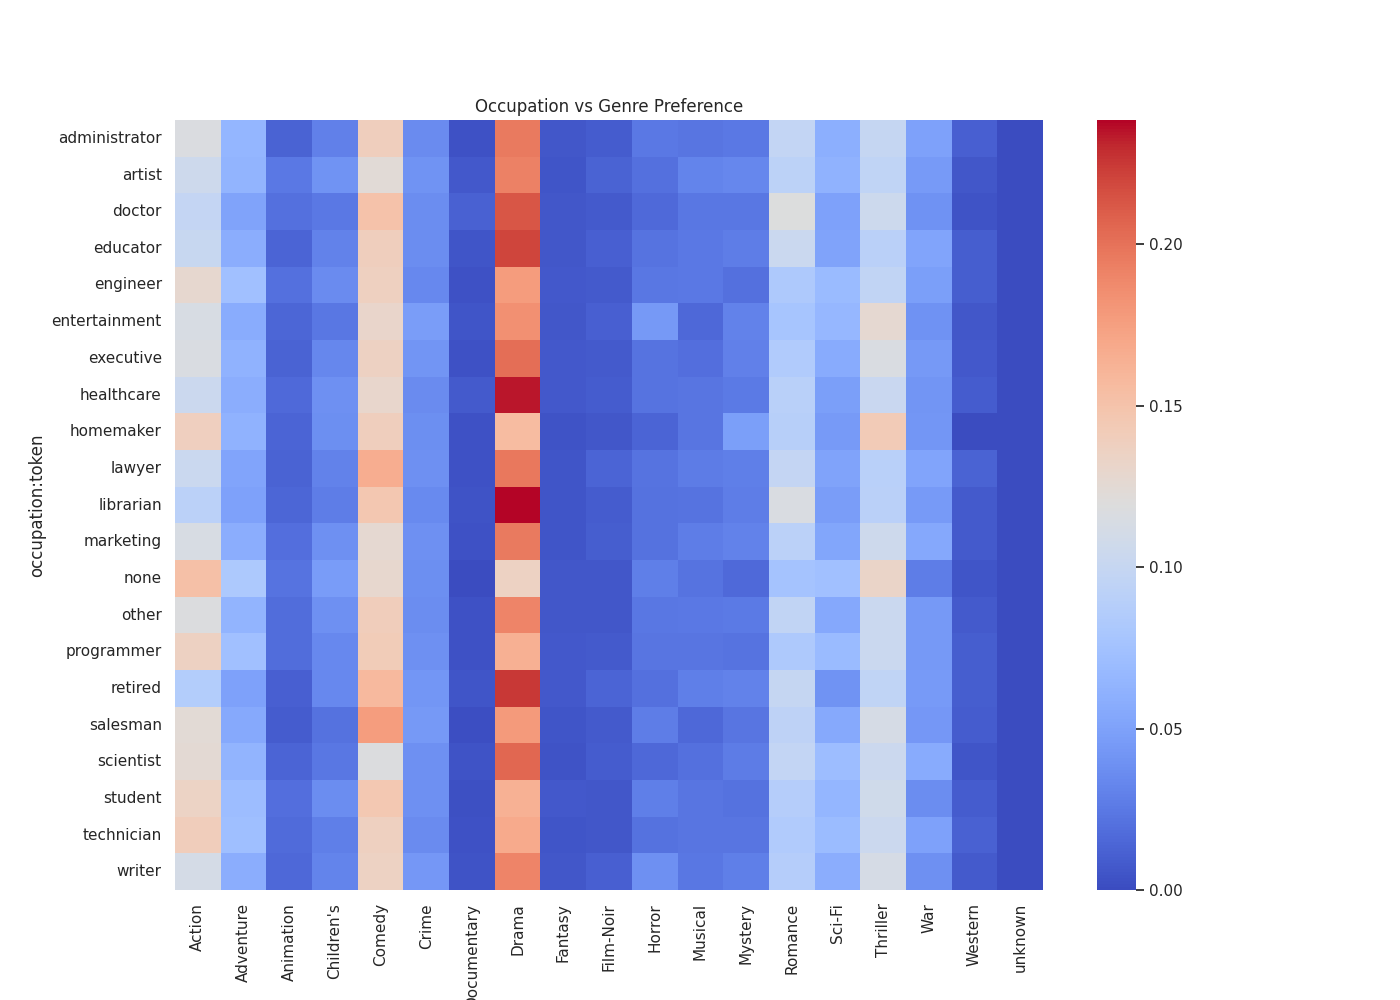 Occupation vs Genre Preference
occupation:token
administrator
artist
doctor
educator
engineer
entertainment
executive
healthcare
homemaker
lawyer
librarian
marketing
none
other
programmer
retired
salesman
scientist
student
technician
writer
Action
Adventure
Animation
Children's
Comedy
Crime
Documentary
Drama
Fantasy
Film-Noir
Horror
Musical
Mystery
Romance
Sci-Fi
Thriller
War
Western
unknown
0.20
0.15
0.10
0.05
0.00